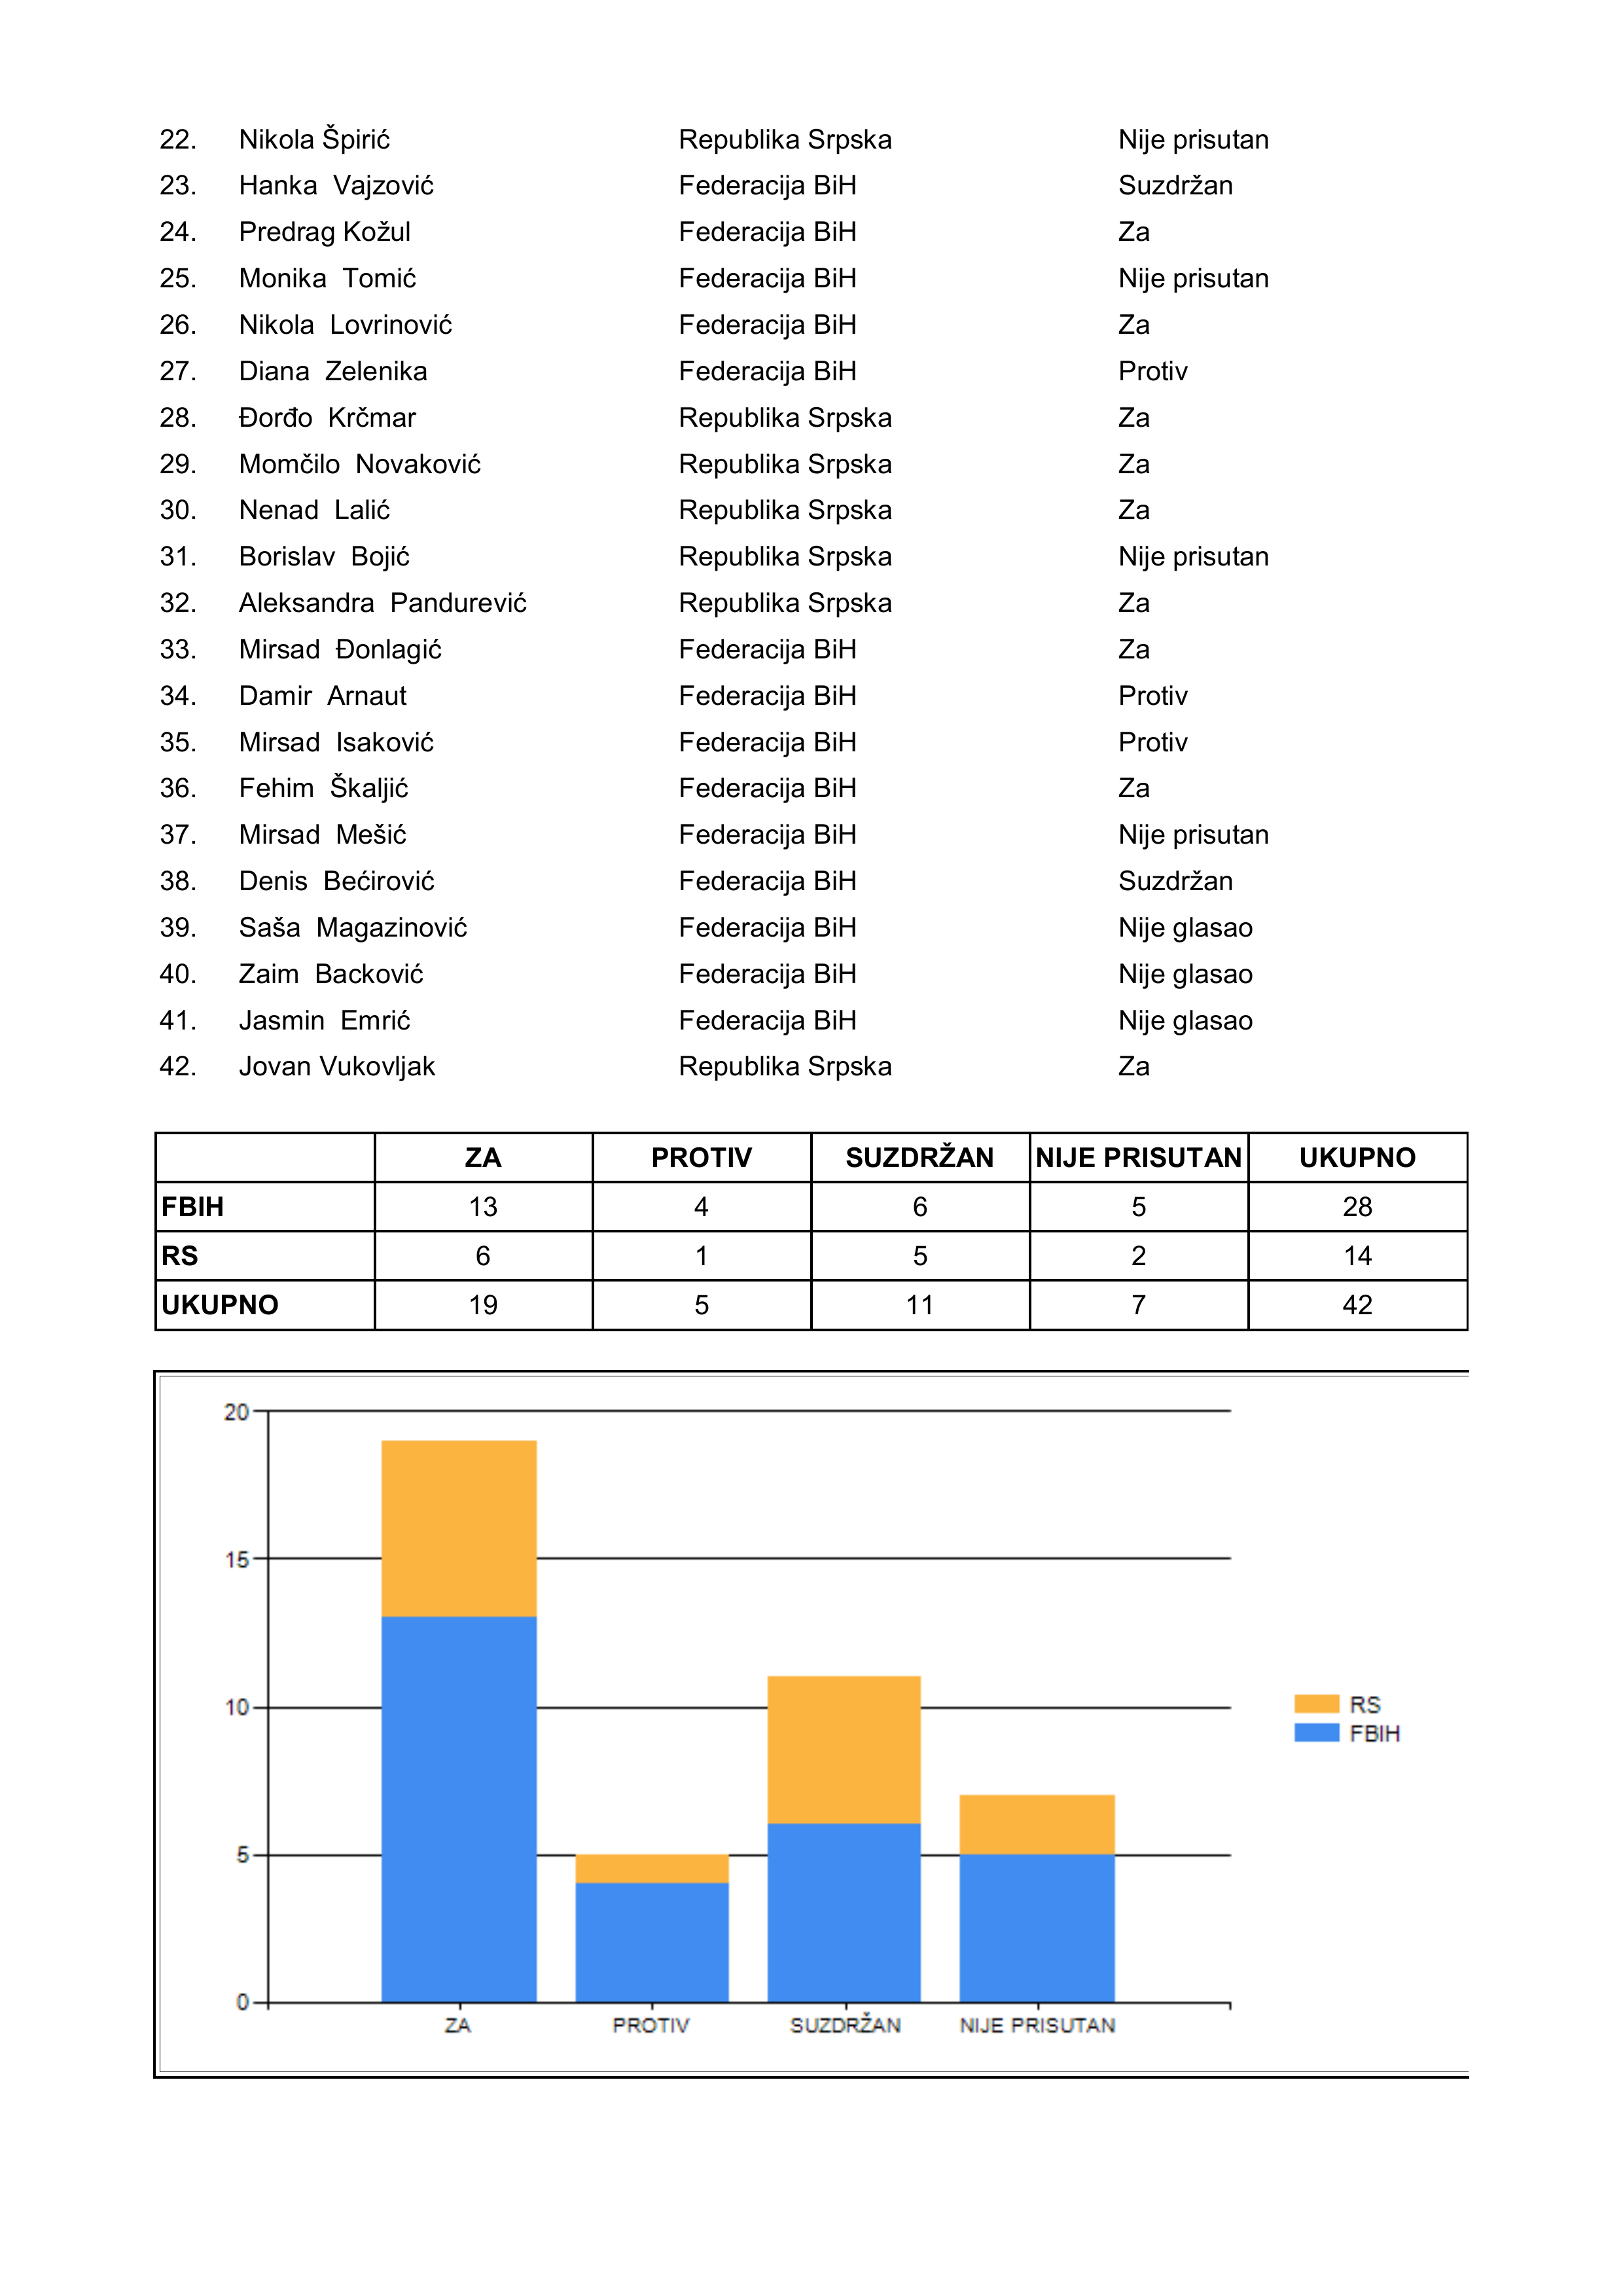 22. Nikola Špirić Republika Srpska Nije prisutan
23. Hanka Vajzović Federacija BiH Suzdržan
24. Predrag Kožul Federacija BiH Za
25. Monika Tomić Federacija BiH Nije prisutan
26. Nikola Lovrinović Federacija BiH Za
27. Diana Zelenika Federacija BiH Protiv
28. Đorđo Krčmar Republika Srpska Za
29. Momčilo Novaković Republika Srpska Za
30. Nenad Lalić Republika Srpska Za
31. Borislav Bojić Republika Srpska Nije prisutan
32. Aleksandra Pandurević Republika Srpska Za
33. Mirsad Đonlagić Federacija BiH Za
34. Damir Arnaut Federacija BiH Protiv
35. Mirsad Isaković Federacija BiH Protiv
36. Fehim Škaljić Federacija BiH Za
37. Mirsad Mešić Federacija BiH Nije prisutan
38. Denis Bećirović Federacija BiH Suzdržan
39. Saša Magazinović Federacija BiH Nije glasao
40. Zaim Backović Federacija BiH Nije glasao
41. Jasmin Emrić Federacija BiH Nije glasao
42. Jovan Vukovljak Republika Srpska Za
ZA PROTIV SUZDRŽAN NIJE PRISUTAN UKUPNO
FBIH 13 4 6 5 28
RS 6 1 5 2 14
UKUPNO 19 5 11 7 42
20
15
10
5
0
ZA PROTIV SUZDRŽAN NIJE PRISUTAN
RS
FBIH